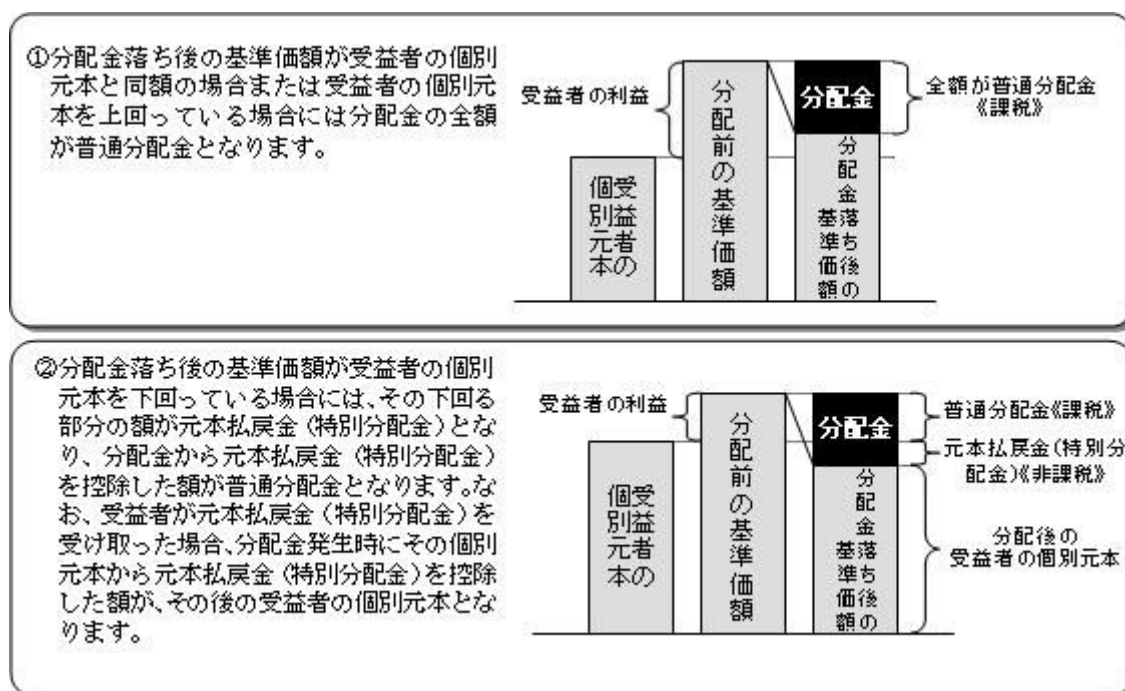 ①分配金落ち後の基準価額が受益者の個別
元本と同額の場合または受益者の個別元
本を上回っている場合には分配金の全額
が普通分配金となります。
受益者の利益
受益者の
個別元本
分配前の基準価額
分配金
分配金落ち後の
基準価額
全額が普通分配金
《課税》
②分配金落ち後の基準価額が受益者の個別
元本を下回っている場合には、その下回る
部分の額が元本払戻金（特別分配金）とな
り、分配金から元本払戻金（特別分配金）
を控除した額が普通分配金となります。な
お、受益者が元本払戻金（特別分配金）を
受け取った場合、分配金発生時にその個別
元本から元本払戻金（特別分配金）を控除
した額が、その後の受益者の個別元本とな
ります。
受益者の利益
受益者の
個別元本
分配前の基準価額
分配金
分配金落ち後の
基準価額
普通分配金《課税》
元本払戻金（特別分
配金）《非課税》
分配後の
受益者の個別元本